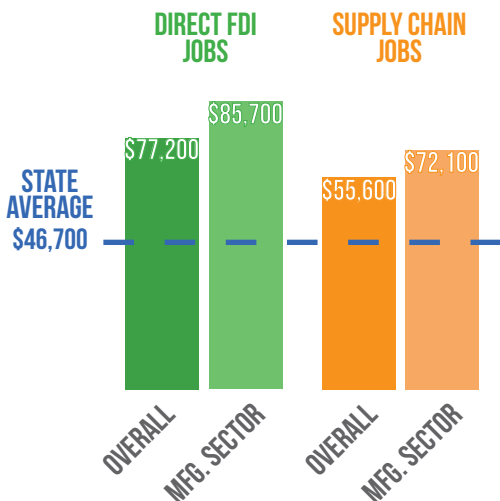 DIRECT FDI
JOBS
SUPPLY CHAIN
JOBS
$85,700
$77,200
$72,100
$55,600
STATE
AVERAGE
$46,700
OVERALL
MFG. SECTOR
OVERALL
MFG. SECTOR